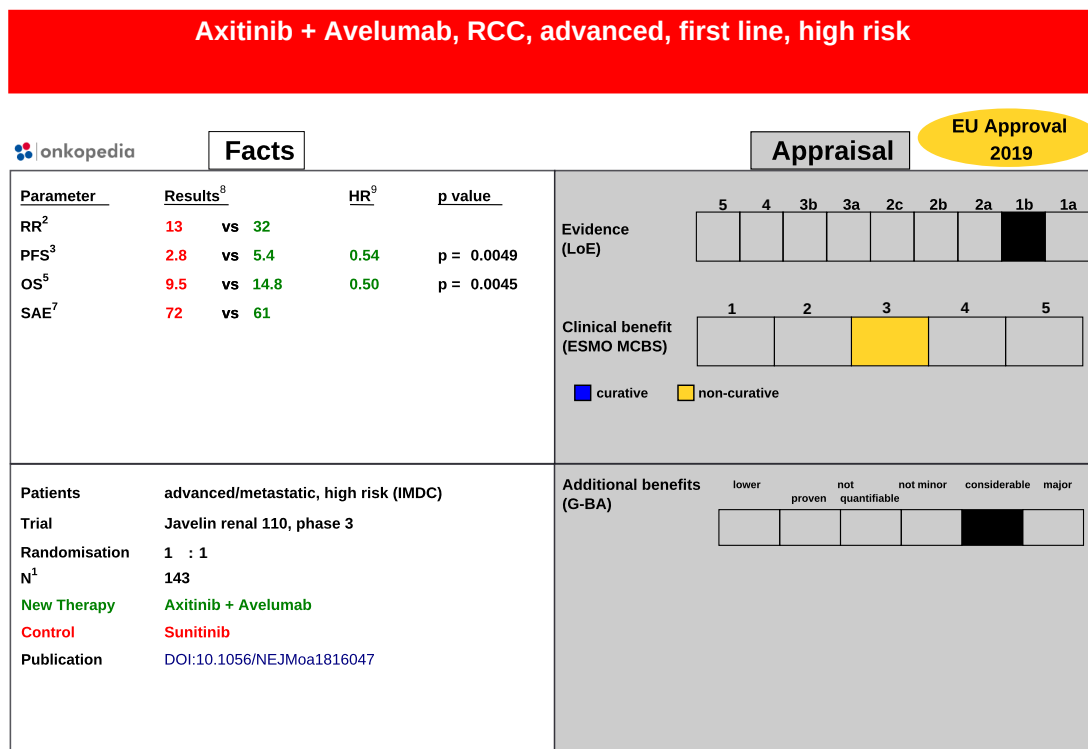 Axitinib + Avelumab, RCC, advanced, first line, high risk
EU Approval
2019
onkopedia
Facts
Appraisal
Parameter Results8 HR9 p value
RR2 13 vs 32
PFS3 2.8 vs 5.4 0.54 p = 0.0049
OS5 9.5 vs 14.8 0.50 p = 0.0045
SAE7 72 vs 61
5 4 3b 3a 2c 2b 2a 1b 1a
Evidence
(LoE)
1 2 3 4 5
Clinical benefit
(ESMO MCBS)
curative non-curative
Patients advanced/metastatic, high risk (IMDC)
Trial Javelin renal 110, phase 3
Randomisation 1 : 1
N1 143
New Therapy Axitinib + Avelumab
Control Sunitinib
Publication DOI:10.1056/NEJMoa1816047
Additional benefits
(G-BA)
lower not not minor considerable major
proven quantifiable